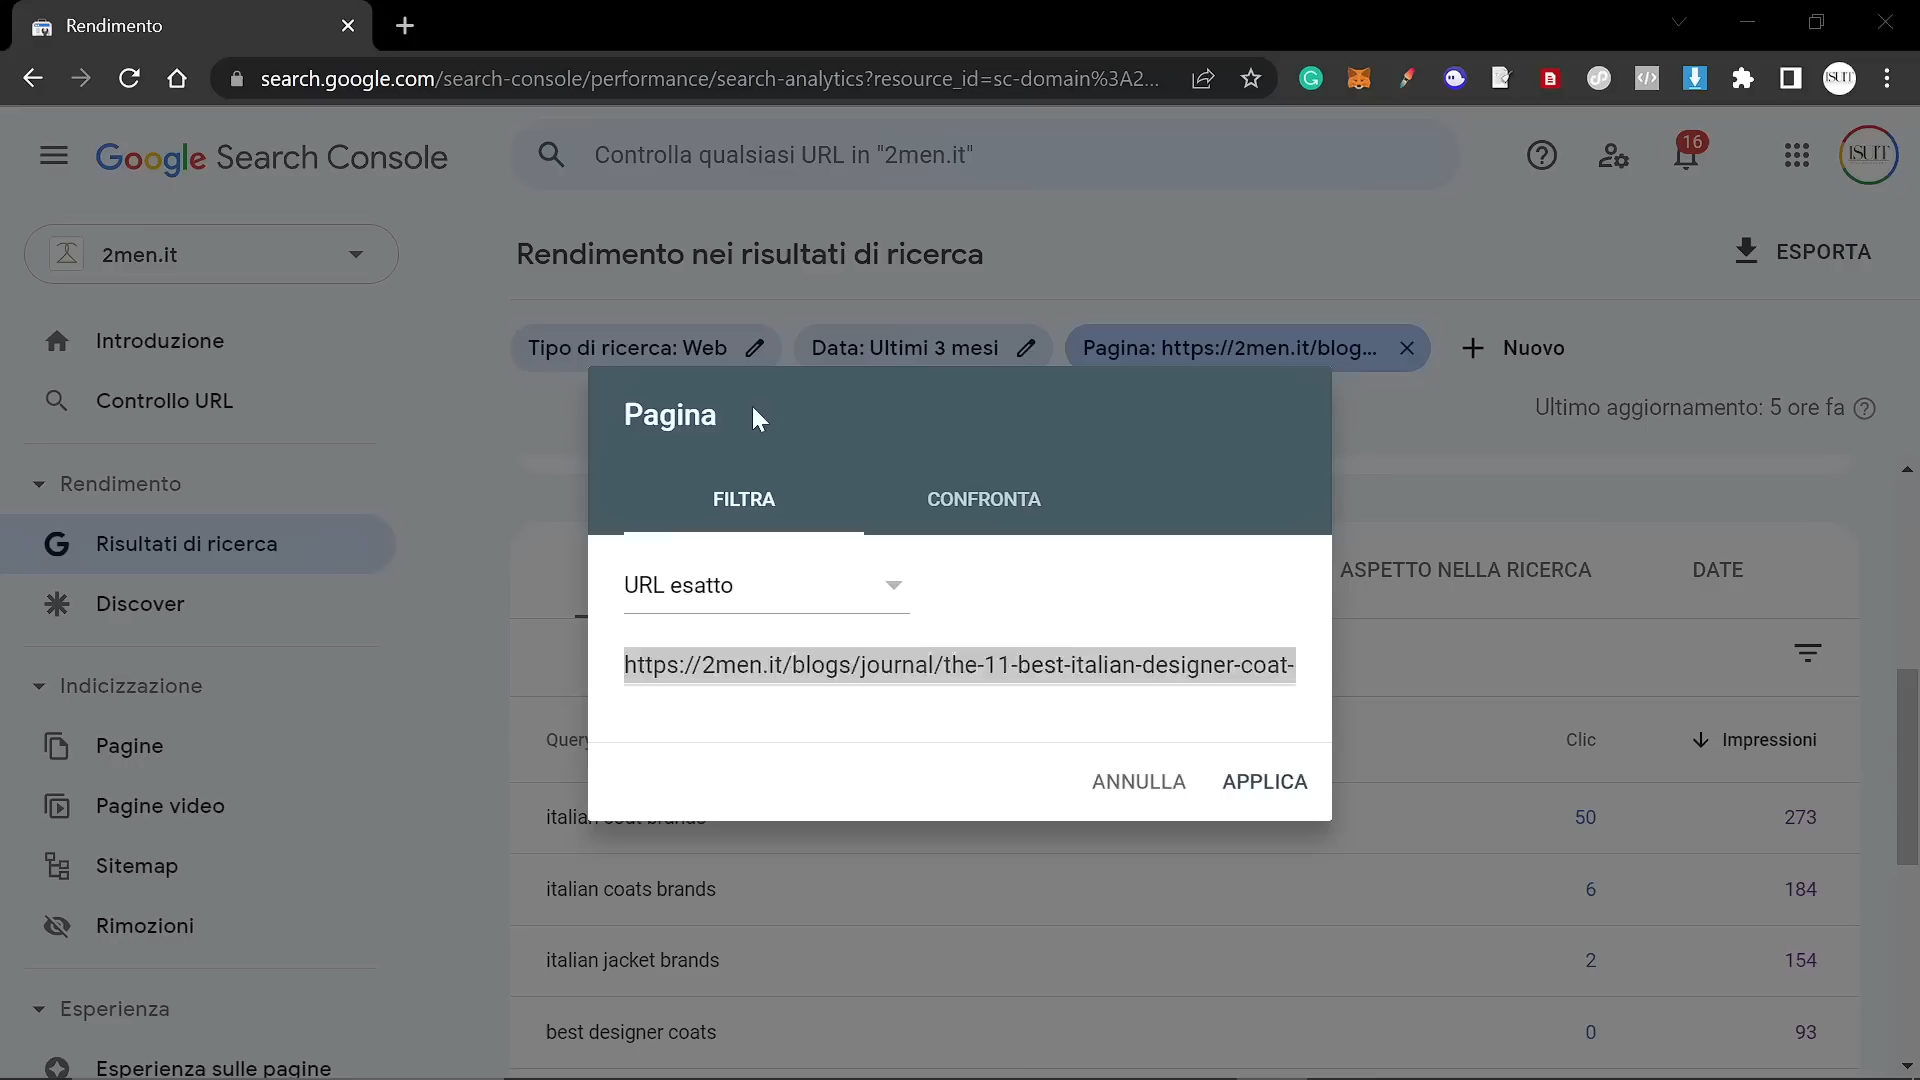 Rendimento
search.google.com/search-console/performance/search-analytics?resource_id=sc-domain%3A2...
Google Search Console
Controlla qualsiasi URL in "2men.it"
16
ISUIT
2men.it
Rendimento nei risultati di ricerca
ESPORTA
Introduzione
Controllo URL
Tipo di ricerca: Web
Data: Ultimi 3 mesi
Pagina: https://2men.it/blog...
Nuovo
Ultimo aggiornamento: 5 ore fa
Rendimento
Risultati di ricerca
Discover
Indicizzazione
Pagine
Pagine video
Sitemap
Rimozioni
Esperienza
Esperienza sulle pagine
Pagina
FILTRA
CONFRONTA
URL esatto
https://2men.it/blogs/journal/the-11-best-italian-designer-coat-
ANNULLA
APPLICA
ASPETTO NELLA RICERCA
DATE
Query
Clic
Impressioni
italian coat brands
50
273
italian coats brands
6
184
italian jacket brands
2
154
best designer coats
0
93